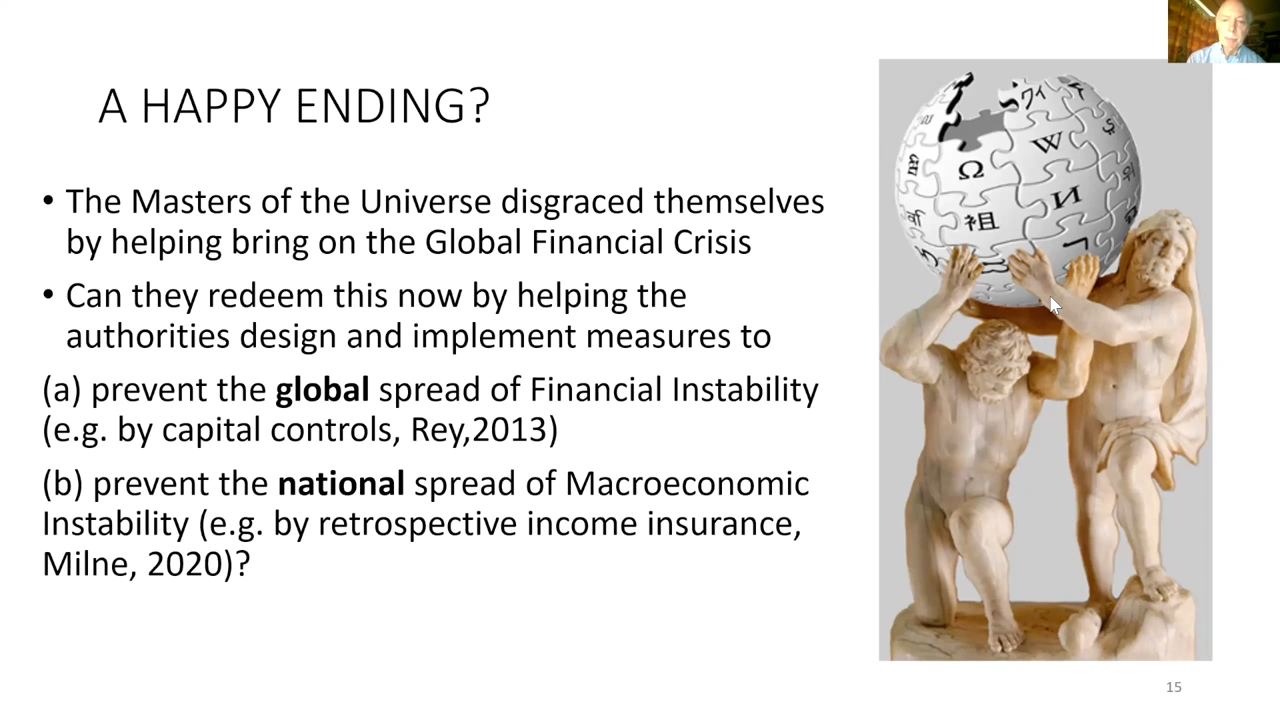 A HAPPY ENDING?
• The Masters of the Universe disgraced themselves
by helping bring on the Global Financial Crisis
• Can they redeem this now by helping the
authorities design and implement measures to
(a) prevent the global spread of Financial Instability
(e.g. by capital controls, Rey,2013)
(b) prevent the national spread of Macroeconomic
Instability (e.g. by retrospective income insurance,
Milne, 2020)?
ワィ
Ω W
祖 И
15